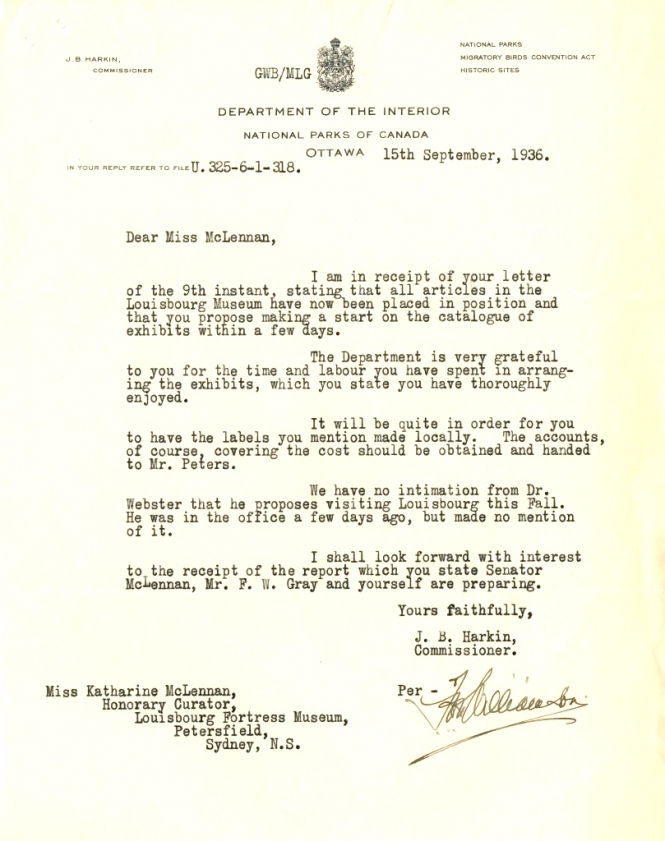 J. B HARKIN,
COMMISSIONER
GWB/MLG
NATIONAL PARKS
MIGRATORY BIRDS CONVENTION ACT
HISTORIC SITES
DEPARTMENT OF THE INTERIOR
NATIONAL PARKS OF CANADA
OTTAWA 15th September, 1936.
IN YOUR REPLY REFER TO FILE U.325-6-1-318.
Dear Miss McLennan,
I am in receipt of your letter
of the 9th instant, stating that all articles in the
Louisbourg Museum have now been placed in position and
that you propose making a start on the catalogue of
exhibits within a few days.
The Department is very grateful
to you for the time and labour you have spent in arrang-
ing the exhibits, which you state you have thoroughly
enjoyed.
It will be quite in order for you
to have the labels you mention made locally. The accounts,
of course, covering the cost should be obtained and handed
to Mr. Peters.
We have no intimation from Dr.
Webster that he proposes visiting Louisbourg this Fall.
He was in the office a few days ago, but made no mention
of it.
I shall look forward with interest
to the receipt of the report which you state Senator
McLennan, Mr. F. W. Gray and yourself are preparing.
Yours faithfully,
J. B. Harkin,
Commissioner.
Per -
Miss Katharine McLennan,
Honorary Curator,
Louisbourg Fortress Museum,
Petersfield,
Sydney, N.S.